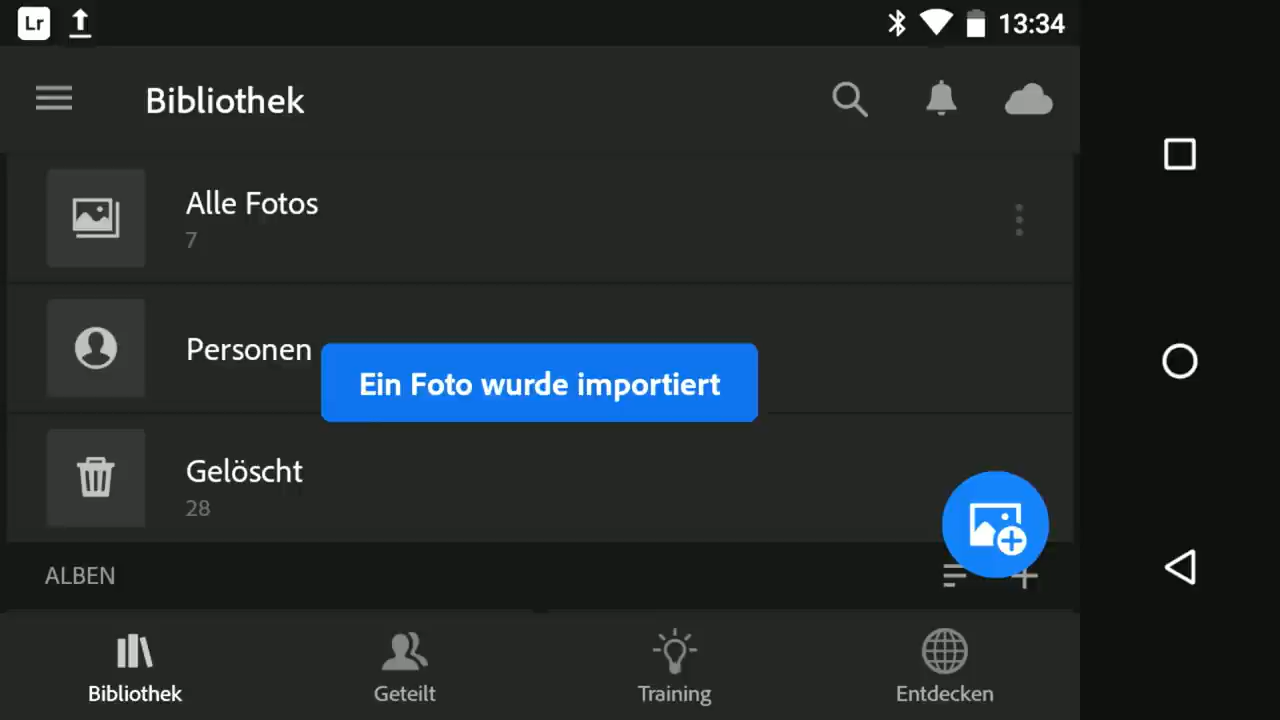 Lr
13:34
Bibliothek
Alle Fotos
7
Personen
Ein Foto wurde importiert
Gelöscht
28
ALBEN
Bibliothek
Geteilt
Training
Entdecken